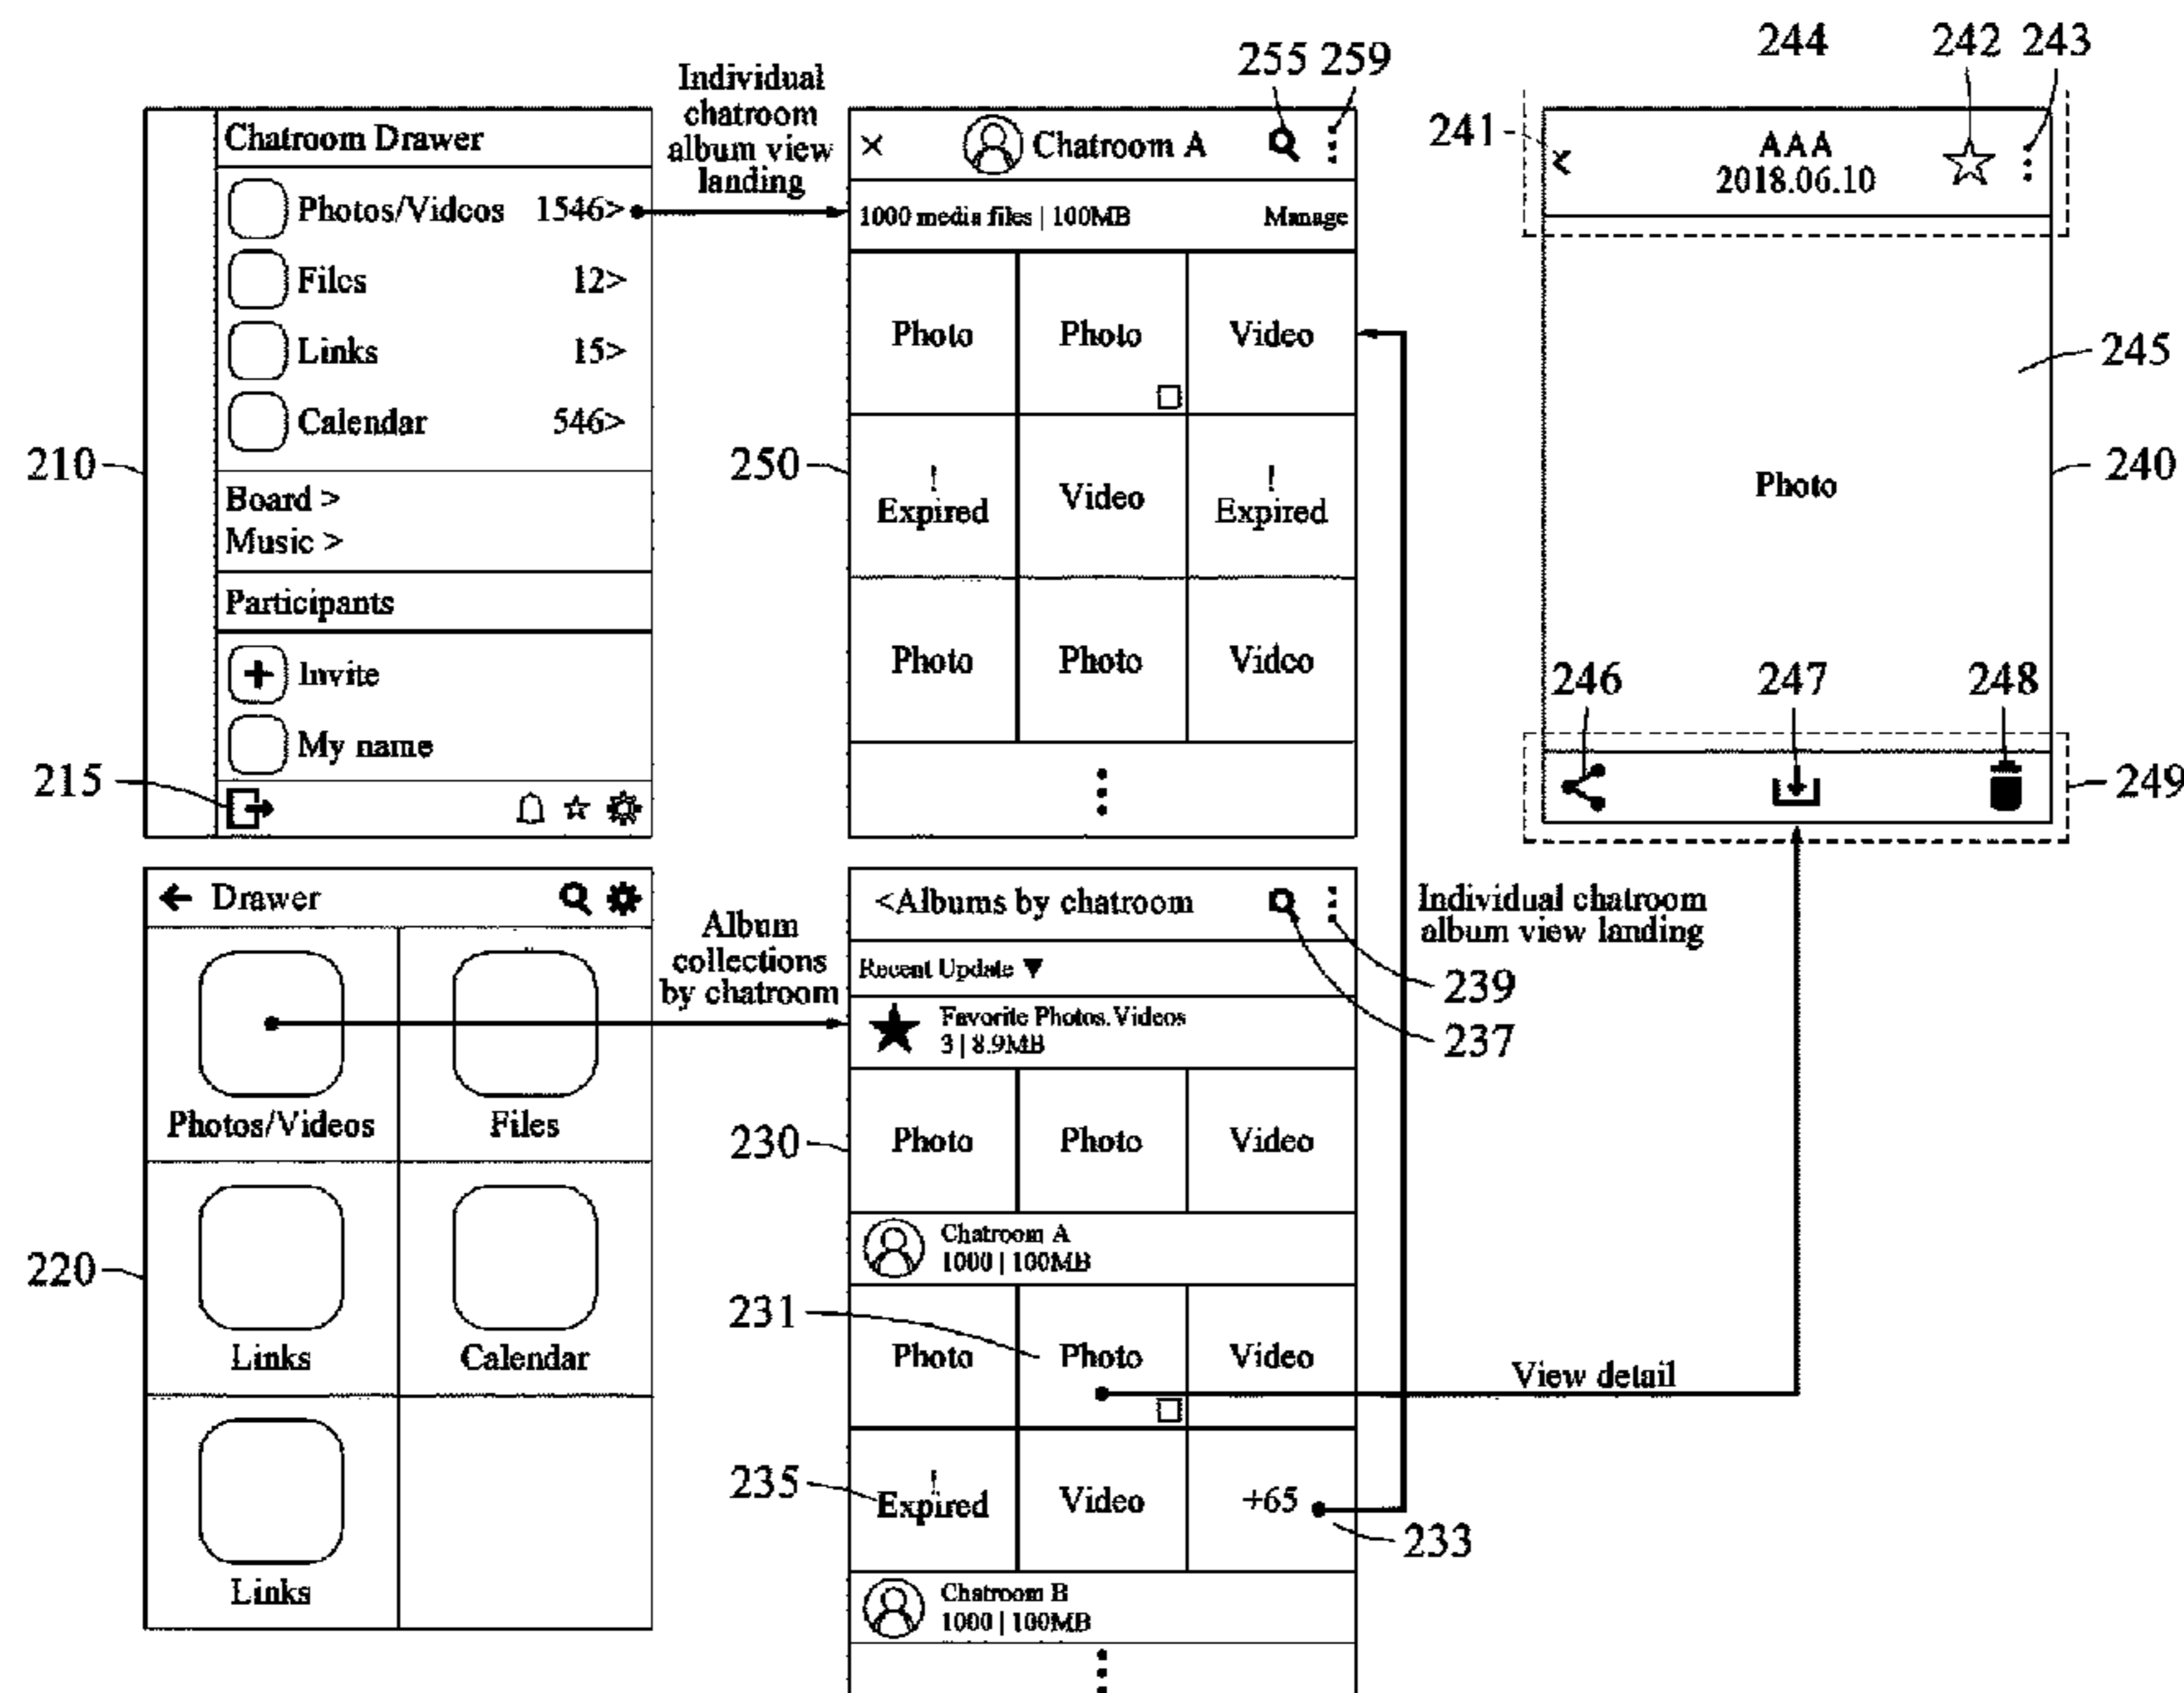 210
Chatroom Drawer
Photos/Videos 1546>
Files 12>
Links 15>
Calendar 546>
Board >
Music >
Participants
+ Invite
My name
215
Individual
chatroom
album view
landing
255 259
× Chatroom A
1000 media files | 100MB Manage
250
Photo Photo Video
!
Expired
Video
!
Expired
Photo Photo Video
244 242 243
241
<
AAA
2018.06.10
245
240
Photo
246 247 248
249
220
← Drawer
Photos/Videos Files
Links Calendar
Links
Album
collections
by chatroom
<Albums by chatroom
Recent Update ▼
Favorite Photos.Videos
3 | 8.9MB
230
Photo Photo Video
Chatroom A
1000 | 100MB
231
Photo Photo Video
235
!
Expired
Video
+65
233
Chatroom B
1000 | 100MB
Individual chatroom
album view landing
239
237
View detail